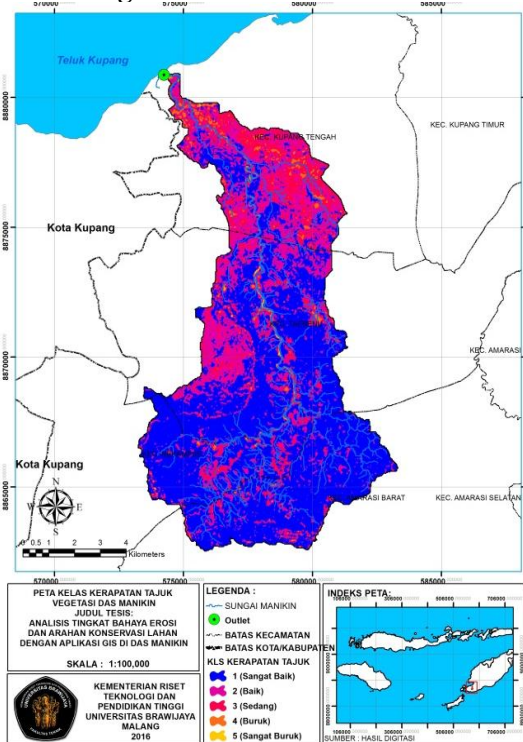 570000
575000
580000
585000
Teluk Kupang
8880000
KEC. KUPANG TENGAH
KEC. KUPANG TIMUR
Kota Kupang
8875000
8870000
KEC. AMARASI
Kota Kupang
8865000
N
W
E
S
KEC. AMARASI SELATAN
0 0.5 1 2 3 4
Kilometers
570000
575000
580000
585000
PETA KELAS KERAPATAN TAJUK
VEGETASI DAS MANIKIN
JUDUL TESIS:
ANALISIS TINGKAT BAHAYA EROSI
DAN ARAHAN KONSERVASI LAHAN
DENGAN APLIKASI GIS DI DAS MANIKIN
SKALA : 1:100,000
UNIVERSITAS BRAWIJAYA
KEMENTERIAN RISET
TEKNOLOGI DAN
PENDIDIKAN TINGGI
UNIVERSITAS BRAWIJAYA
MALANG
2016
LEGENDA :
SUNGAI MANIKIN
Outlet
BATAS KECAMATAN
BATAS KOTA/KABUPATEN
KLS KERAPATAN TAJUK
1 (Sangat Baik)
2 (Baik)
3 (Sedang)
4 (Buruk)
5 (Sangat Buruk)
INDEKS PETA:
SUMBER : HASIL DIGITASI